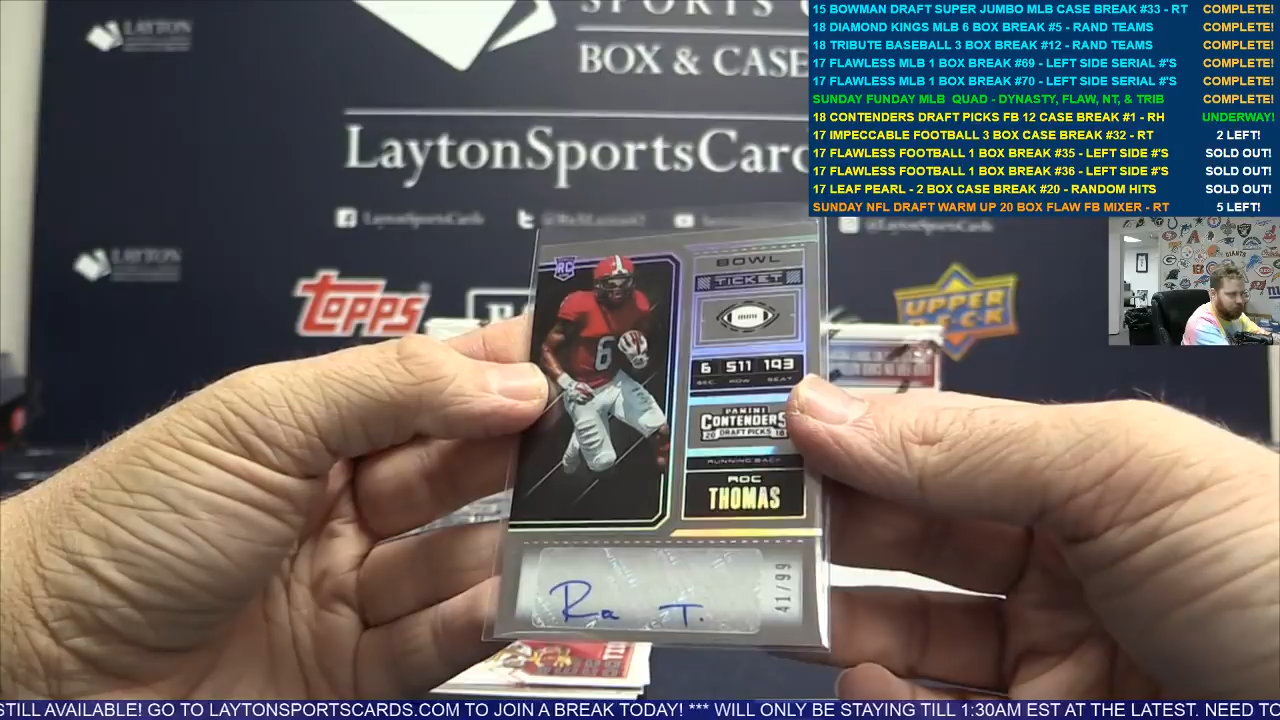 SPORTS
BOX & CASE
LaytonSportsCar
LaytonSportsCards
LAYTON
LAYTON
TOPPS
UPPER DECK
15 BOWMAN DRAFT SUPER JUMBO MLB CASE BREAK #33 - RT COMPLETE!
18 DIAMOND KINGS MLB 6 BOX BREAK #5 - RAND TEAMS COMPLETE!
18 TRIBUTE BASEBALL 3 BOX BREAK #12 - RAND TEAMS COMPLETE!
17 FLAWLESS MLB 1 BOX BREAK #69 - LEFT SIDE SERIAL #'S COMPLETE!
17 FLAWLESS MLB 1 BOX BREAK #70 - LEFT SIDE SERIAL #'S COMPLETE!
SUNDAY FUNDAY MLB QUAD - DYNASTY, FLAW, NT, & TRIB COMPLETE!
18 CONTENDERS DRAFT PICKS FB 12 CASE BREAK #1 - RH UNDERWAY!
17 IMPECCABLE FOOTBALL 3 BOX CASE BREAK #32 - RT 2 LEFT!
17 FLAWLESS FOOTBALL 1 BOX BREAK #35 - LEFT SIDE #'S SOLD OUT!
17 FLAWLESS FOOTBALL 1 BOX BREAK #36 - LEFT SIDE #'S SOLD OUT!
17 LEAF PEARL - 2 BOX CASE BREAK #20 - RANDOM HITS SOLD OUT!
SUNDAY NFL DRAFT WARM UP 20 BOX FLAW FB MIXER - RT 5 LEFT!
RC
6
BOWL
TICKET
6 511 193
SEC. ROW SEAT
PANINI
CONTENDERS
20 DRAFT PICKS 18
RUNNING BACK
ROC
THOMAS
41/99
STILL AVAILABLE! GO TO LAYTONSPORTSCARDS.COM TO JOIN A BREAK TODAY! *** WILL ONLY BE STAYING TILL 1:30AM EST AT THE LATEST. NEED TO